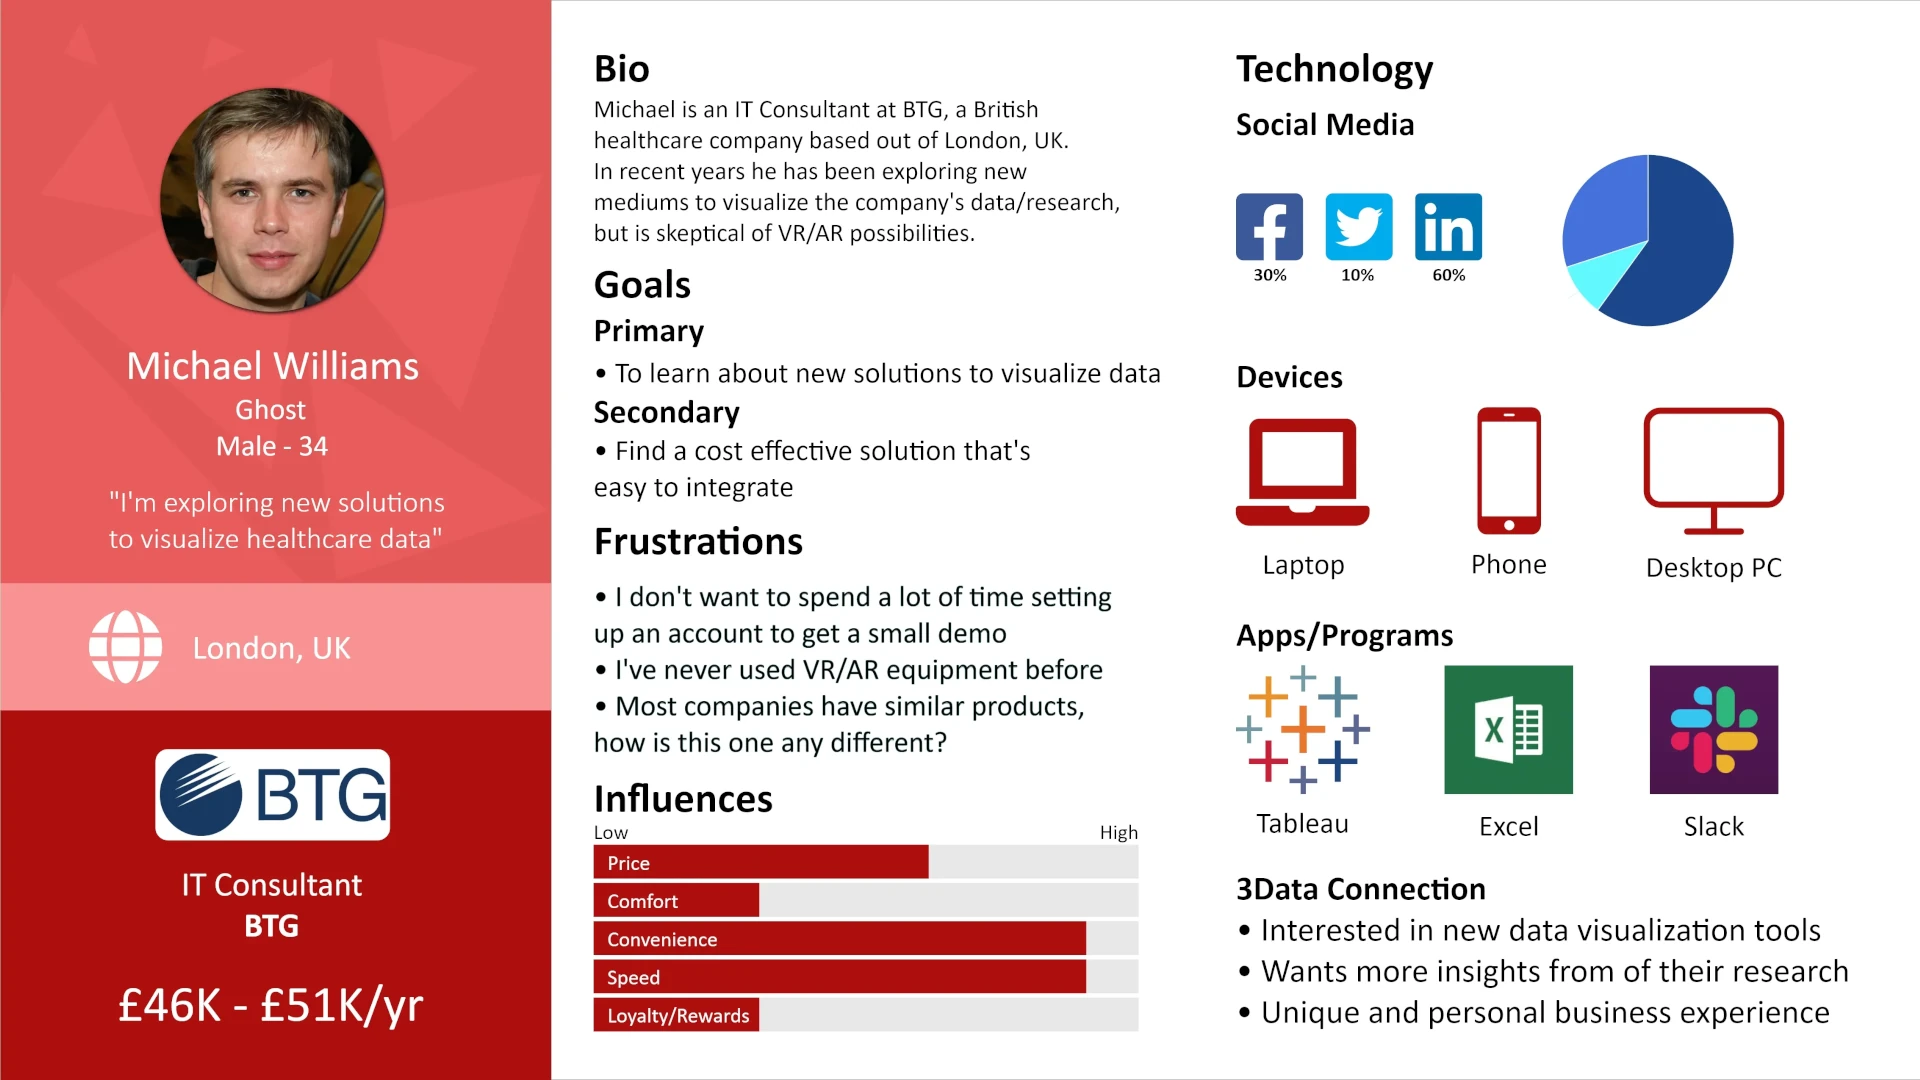 Michael Williams
Ghost
Male - 34
"I'm exploring new solutions
to visualize healthcare data"
London, UK
BTG
IT Consultant
BTG
£46K - £51K/yr
Bio
Michael is an IT Consultant at BTG, a British
healthcare company based out of London, UK.
In recent years he has been exploring new
mediums to visualize the company's data/research,
but is skeptical of VR/AR possibilities.
Goals
Primary
• To learn about new solutions to visualize data
Secondary
• Find a cost effective solution that's
easy to integrate
Frustrations
• I don't want to spend a lot of time setting
up an account to get a small demo
• I've never used VR/AR equipment before
• Most companies have similar products,
how is this one any different?
Influences
Low High
Price
Comfort
Convenience
Speed
Loyalty/Rewards
Technology
Social Media
f in
30% 10% 60%
Devices
Laptop Phone Desktop PC
Apps/Programs
X
Tableau Excel Slack
3Data Connection
• Interested in new data visualization tools
• Wants more insights from of their research
• Unique and personal business experience